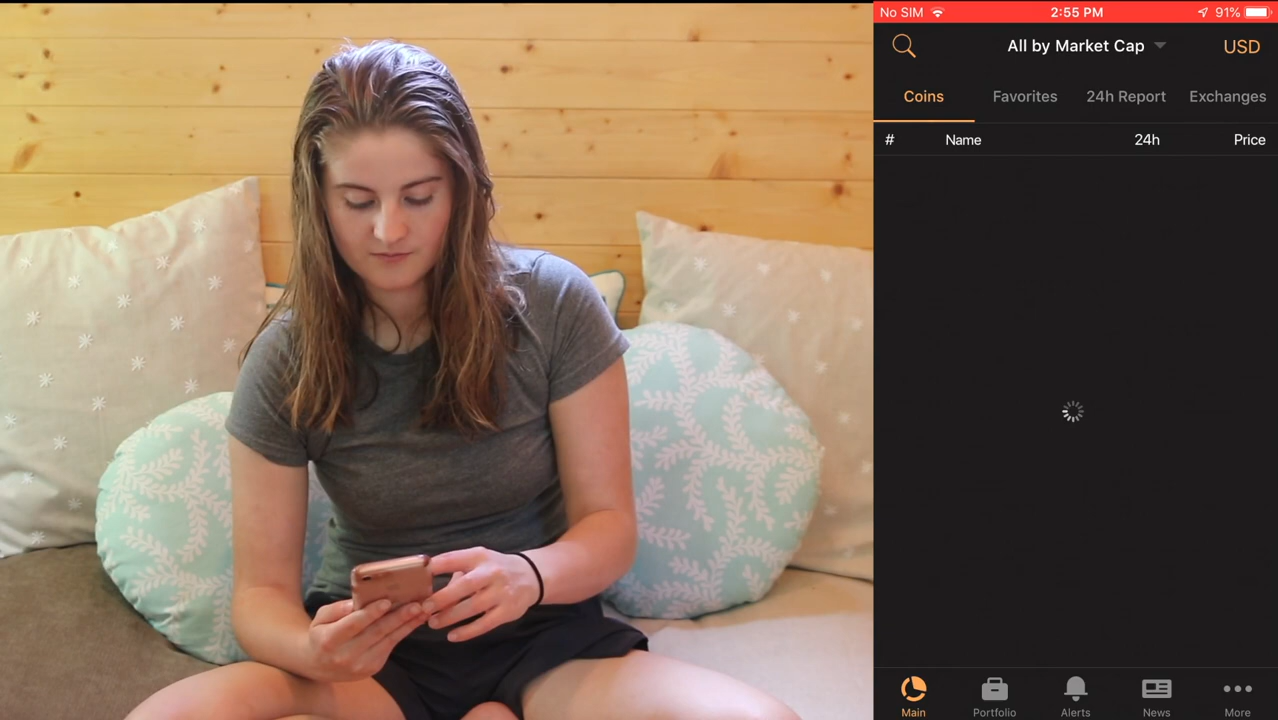 No SIM 2:55 PM 91%
All by Market Cap USD
Coins Favorites 24h Report Exchanges
# Name 24h Price
Main Portfolio Alerts News More